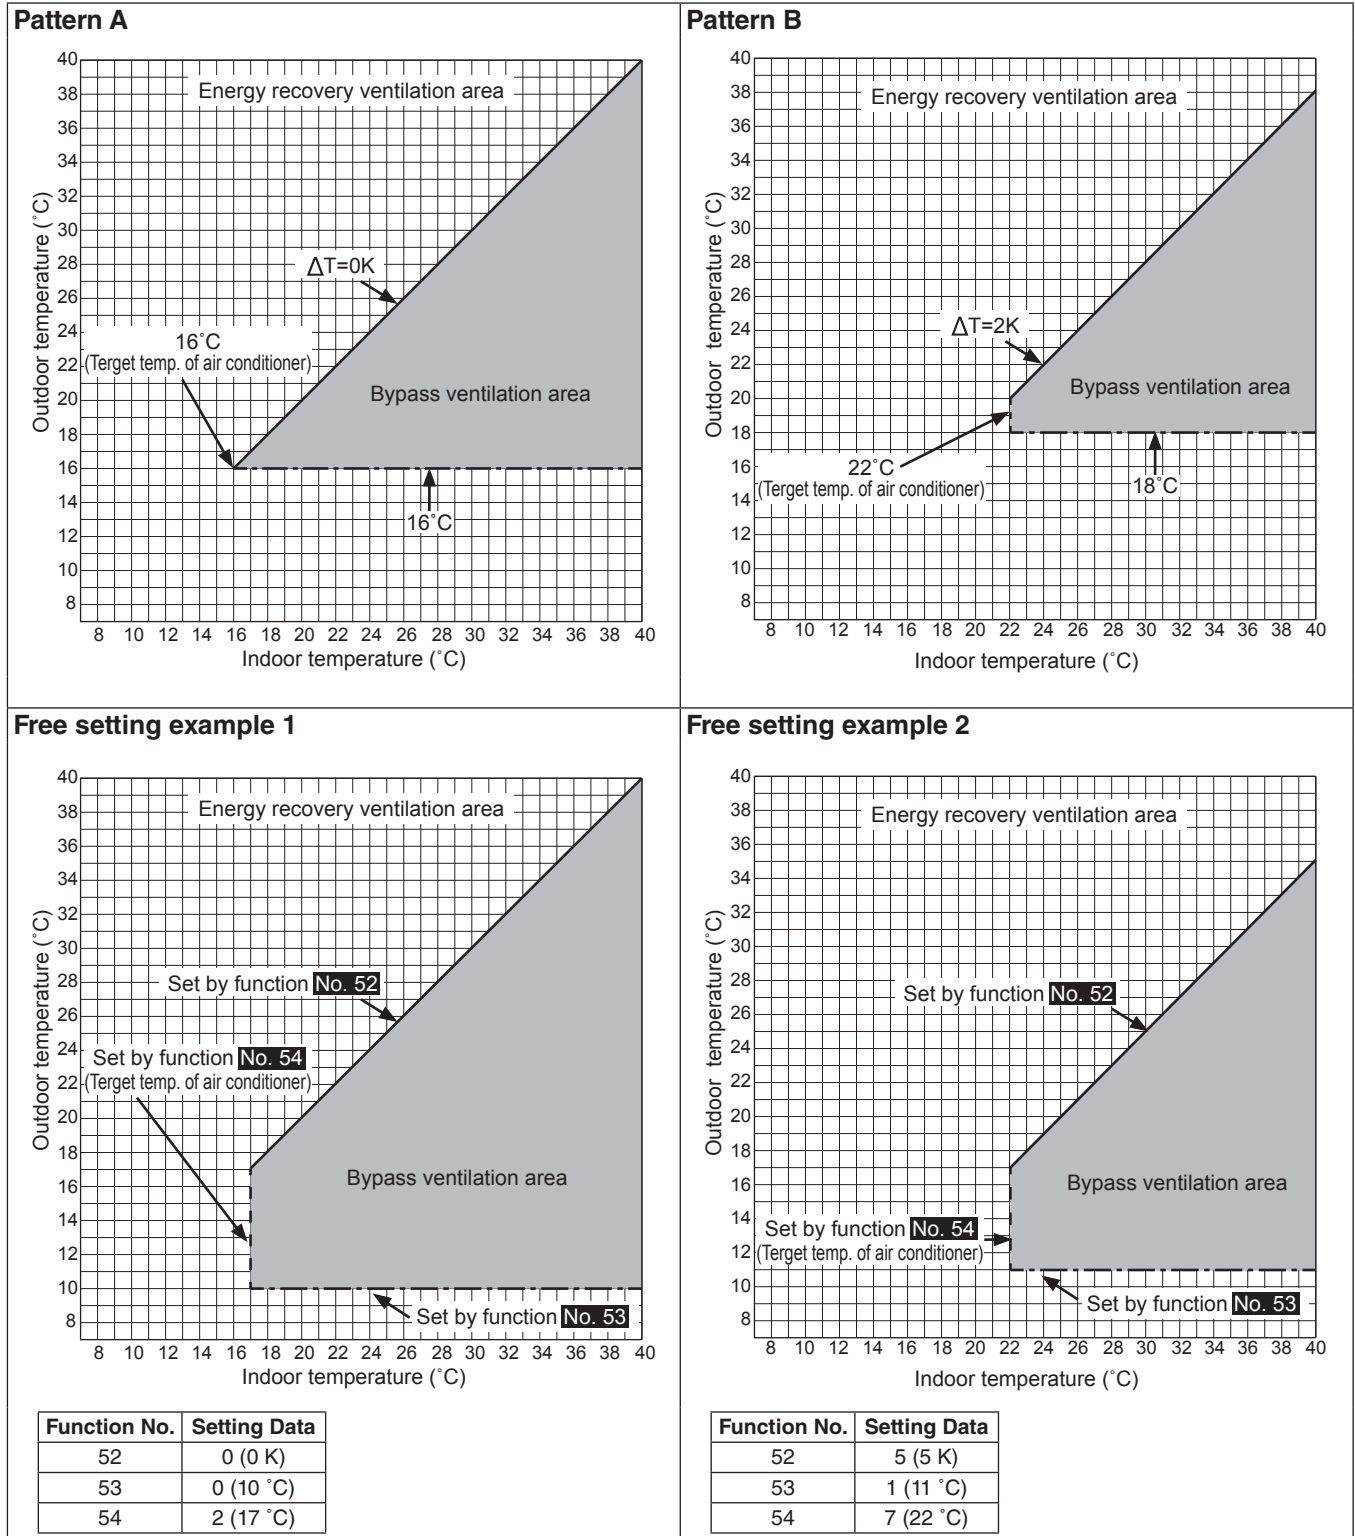 Pattern A
40
38
36
34
32
30
28
26
24
22
20
18
16
14
12
10
8
Outdoor temperature (˚C)
Energy recovery ventilation area
ΔT=0K
16˚C
(Terget temp. of air conditioner)
Bypass ventilation area
16˚C
8 10 12 14 16 18 20 22 24 26 28 30 32 34 36 38 40
Indoor temperature (˚C)
Pattern B
40
38
36
34
32
30
28
26
24
22
20
18
16
14
12
10
8
Outdoor temperature (˚C)
Energy recovery ventilation area
ΔT=2K
Bypass ventilation area
22˚C
(Terget temp. of air conditioner)
18˚C
8 10 12 14 16 18 20 22 24 26 28 30 32 34 36 38 40
Indoor temperature (˚C)
Free setting example 1
40
38
36
34
32
30
28
26
24
22
20
18
16
14
12
10
8
Outdoor temperature (˚C)
Energy recovery ventilation area
Set by function No. 52
Set by function No. 54
(Terget temp. of air conditioner)
Bypass ventilation area
Set by function No. 53
8 10 12 14 16 18 20 22 24 26 28 30 32 34 36 38 40
Indoor temperature (˚C)
Function No. Setting Data
52 0 (0 K)
53 0 (10 ˚C)
54 2 (17 ˚C)
Free setting example 2
40
38
36
34
32
30
28
26
24
22
20
18
16
14
12
10
8
Outdoor temperature (˚C)
Energy recovery ventilation area
Set by function No. 52
Bypass ventilation area
Set by function No. 54
(Terget temp. of air conditioner)
Set by function No. 53
8 10 12 14 16 18 20 22 24 26 28 30 32 34 36 38 40
Indoor temperature (˚C)
Function No. Setting Data
52 5 (5 K)
53 1 (11 ˚C)
54 7 (22 ˚C)